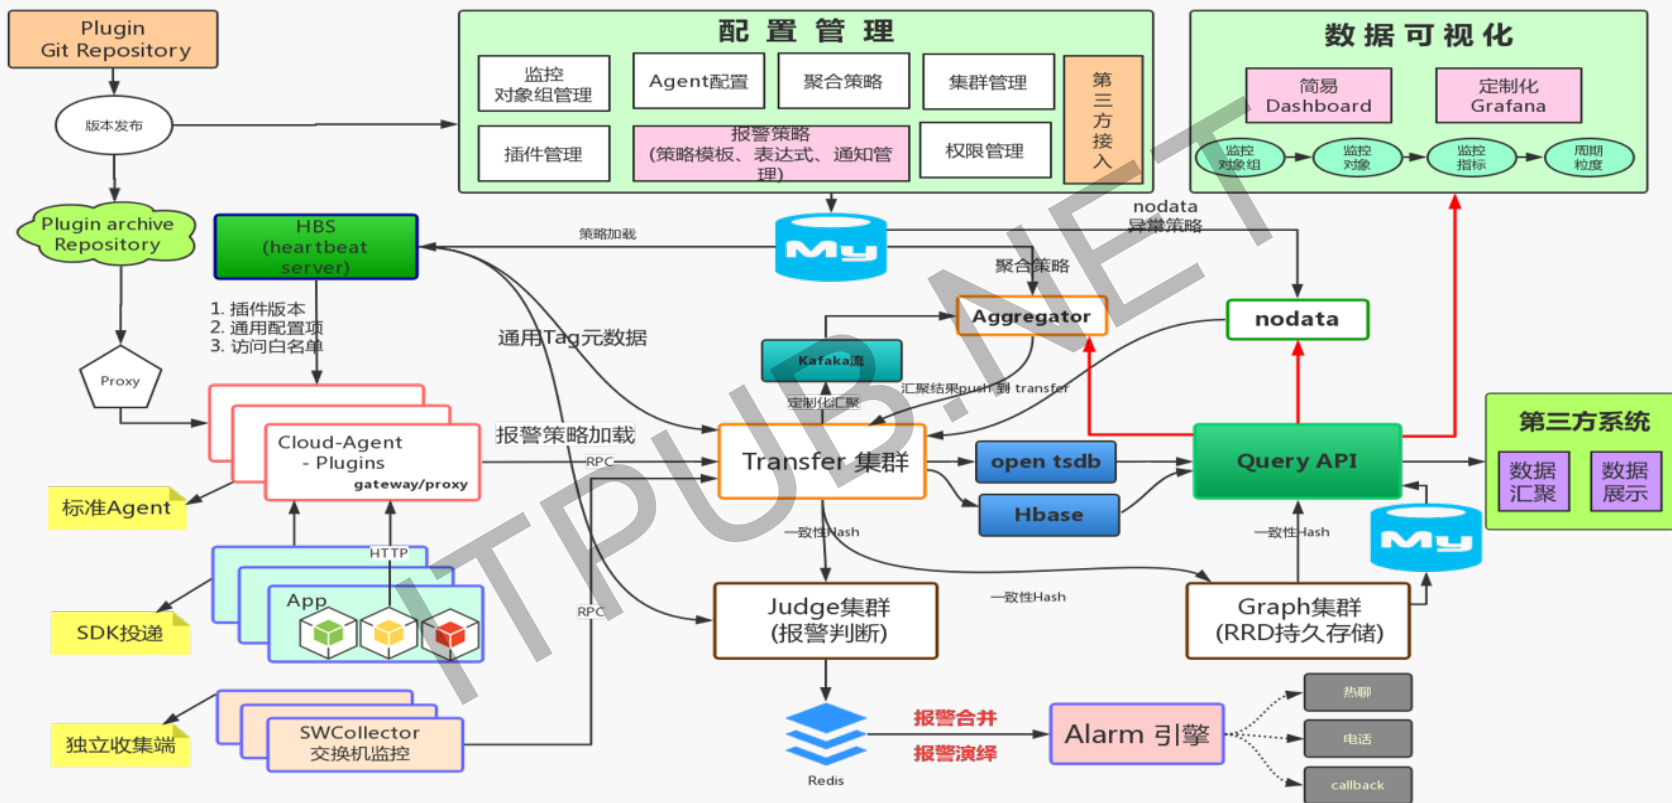 Plugin
Git Repository
版本发布
Plugin archive
Repository
Proxy
配置管理
监控
对象组管理
Agent配置
聚合策略
集群管理
第
三
方
接
入
插件管理
报警策略
(策略模板、表达式、通知管
理)
权限管理
数据可视化
简易
Dashboard
定制化
Grafana
监控
对象组
监控
对象
监控
指标
周期
粒度
HBS
(heartbeat
server)
策略加载
My
nodata
异常策略
聚合策略
1. 插件版本
2. 通用配置项
3. 访问白名单
通用Tag元数据
Aggregator
nodata
Kafaka流
定制化汇聚
汇聚结果push 到 transfer
Cloud-Agent
- Plugins
gateway/proxy
报警策略加载
RPC
Transfer 集群
open tsdb
Hbase
Query API
第三方系统
数据
汇聚
数据
展示
标准Agent
HTTP
App
SDK投递
RPC
一致性Hash
一致性Hash
一致性Hash
My
Judge集群
(报警判断)
Graph集群
(RRD持久存储)
独立收集端
SWCollector
交换机监控
Redis
报警合并
报警演绎
Alarm 引擎
热聊
电话
callback
ITPUB.NET